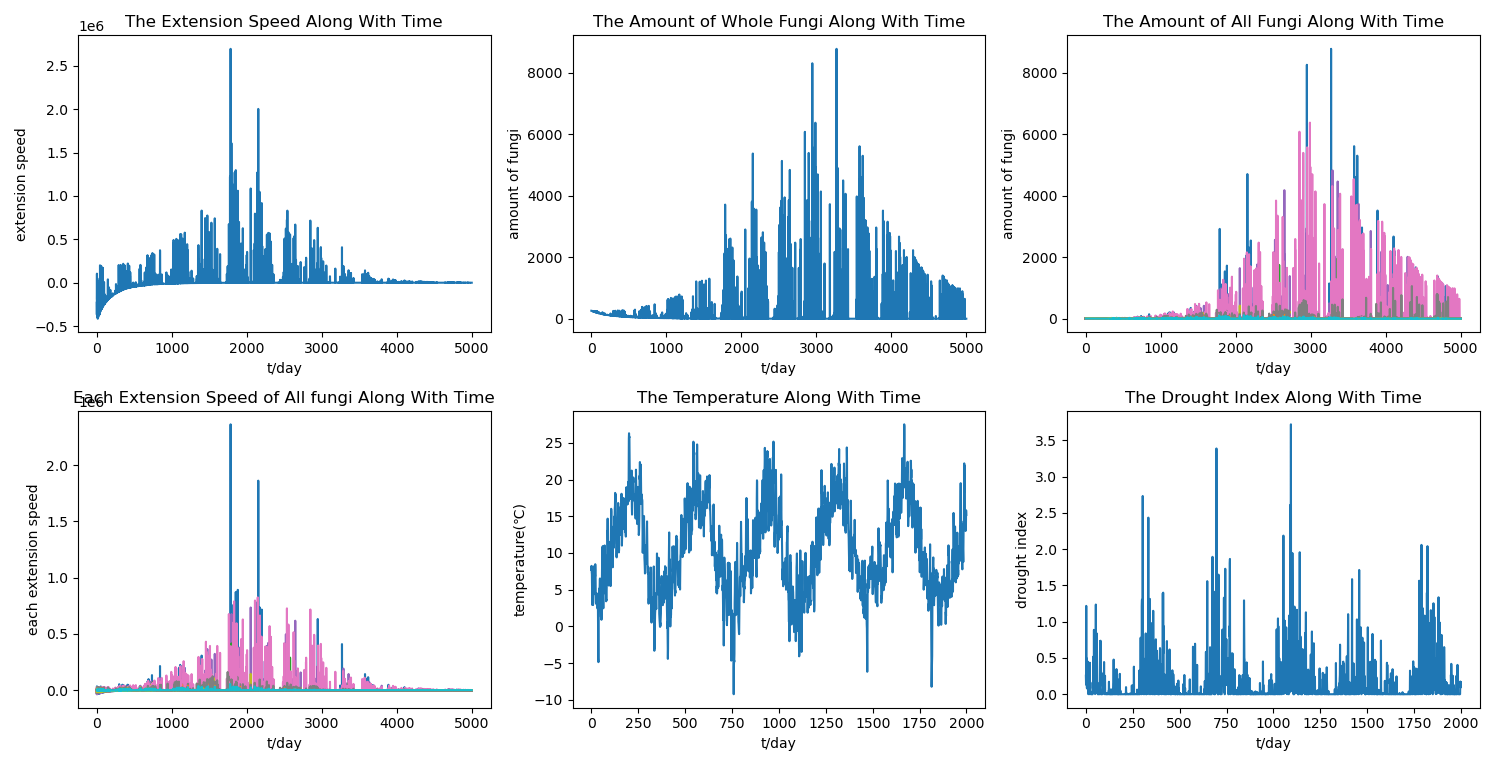 The Extension Speed Along With Time
1e6
extension speed
2.5
2.0
1.5
1.0
0.5
0.0
−0.5
0 1000 2000 3000 4000 5000
t/day
The Amount of Whole Fungi Along With Time
amount of fungi
8000
6000
4000
2000
0
0 1000 2000 3000 4000 5000
t/day
The Amount of All Fungi Along With Time
amount of fungi
8000
6000
4000
2000
0
0 1000 2000 3000 4000 5000
t/day
Each Extension Speed of All fungi Along With Time
1e6
each extension speed
2.0
1.5
1.0
0.5
0.0
0 1000 2000 3000 4000 5000
t/day
The Temperature Along With Time
temperature(℃)
25
20
15
10
5
0
−5
−10
0 250 500 750 1000 1250 1500 1750 2000
t/day
The Drought Index Along With Time
drought index
3.5
3.0
2.5
2.0
1.5
1.0
0.5
0.0
0 250 500 750 1000 1250 1500 1750 2000
t/day